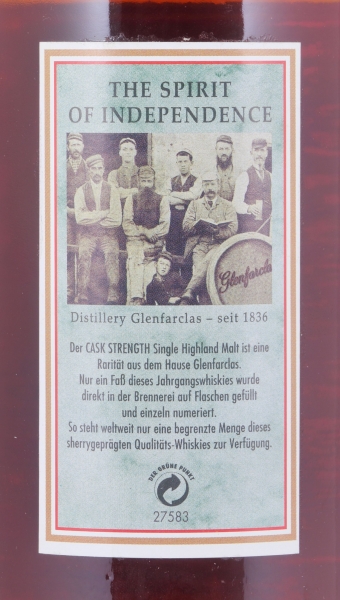 THE SPIRIT
OF INDEPENDENCE
Glenfarclas
Distillery Glenfarclas – seit 1836
Der CASK STRENGTH Single Highland Malt ist eine
Rarität aus dem Hause Glenfarclas.
Nur ein Faß dieses Jahrgangswhiskies wurde
direkt in der Brennerei auf Flaschen gefüllt
und einzeln numeriert.
So steht weltweit nur eine begrenzte Menge dieses
sherrygeprägten Qualitäts-Whiskies zur Verfügung.
DER GRÜNE PUNKT
27583